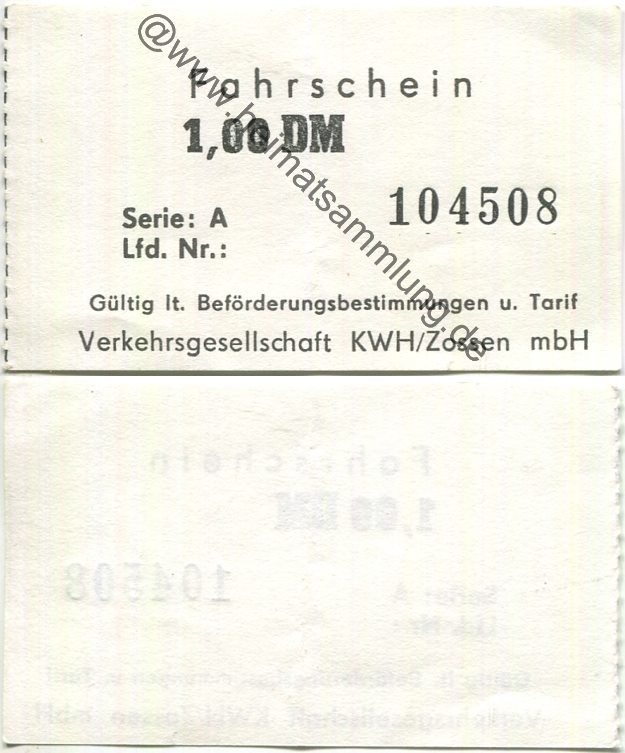 Fahrschein
1,00 DM
Serie: A 104508
Lfd. Nr.:
Gültig lt. Beförderungsbestimmungen u. Tarif
Verkehrsgesellschaft KWH/Zossen mbH
@www.heimatsammlung.de